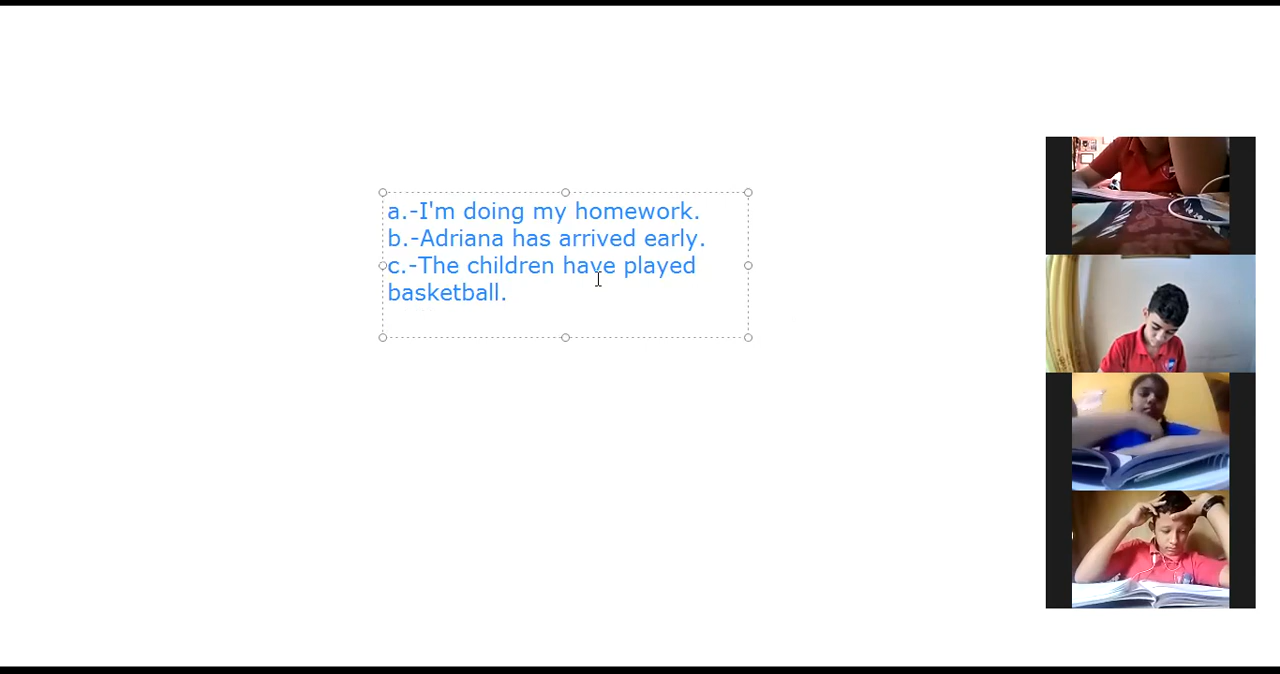 a.-I'm doing my homework.
b.-Adriana has arrived early.
c.-The children have played
basketball.